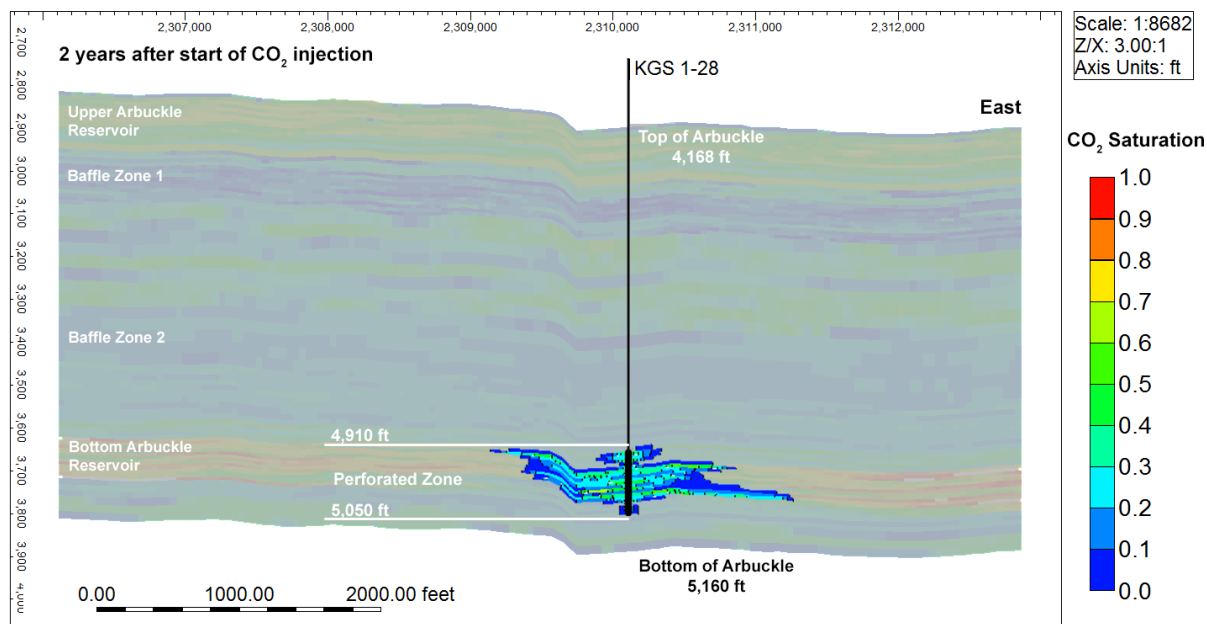 2,307,000 2,308,000 2,309,000 2,310,000 2,311,000 2,312,000
Scale: 1:8682
Z/X: 3.00:1
Axis Units: ft
2 years after start of CO₂ injection
KGS 1-28
East
Upper Arbuckle
Reservoir
Top of Arbuckle
4,168 ft
Baffle Zone 1
Baffle Zone 2
Bottom Arbuckle
Reservoir
4,910 ft
Perforated Zone
5,050 ft
Bottom of Arbuckle
5,160 ft
0.00 1000.00 2000.00 feet
2,700
2,800
2,900
3,000
3,100
3,200
3,300
3,400
3,500
3,600
3,700
3,800
3,900
4,000
CO₂ Saturation
1.0
0.9
0.8
0.7
0.6
0.5
0.4
0.3
0.2
0.1
0.0